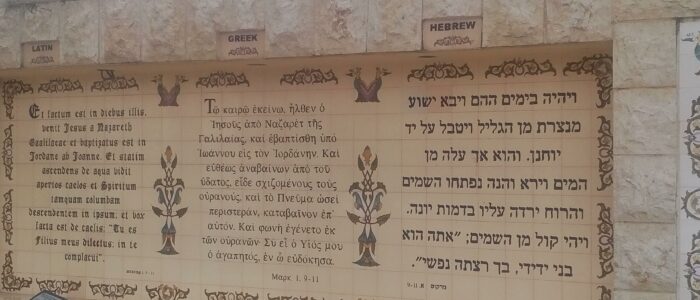 LATIN
Et factum est in diebus illis,
venit Jesus a Nazareth
Galilaeae et baptizatus est in
Jordane ab Joanne. Et statim
ascendens de aqua vidit
apertos caelos et Spiritum
tamquam columbam
descendentem in ipsum, et vox
facta est de caelis: "Tu es
Filius meus dilectus, in te
complacui".
GREEK
Τῷ καιρῷ ἐκείνῳ, ἦλθεν ὁ
Ἰησοῦς ἀπὸ Ναζαρὲτ τῆς
Γαλιλαίας, καὶ ἐβαπτίσθη ὑπὸ
Ἰωάννου εἰς τὸν Ἰορδάνην. Καὶ
εὐθέως ἀναβαίνων ἀπὸ τοῦ
ὕδατος, εἶδε σχιζομένους τοὺς
οὐρανούς, καὶ τὸ Πνεῦμα ὡσεὶ
περιστεράν, καταβαῖνον ἐπ'
αὐτόν. Καὶ φωνὴ ἐγένετο ἐκ
τῶν οὐρανῶν· Σὺ εἶ ὁ Υἱός μου
ὁ ἀγαπητός, ἐν ᾧ εὐδόκησα.
Μαρκ. 1, 9-11
HEBREW
ויהיה בימים ההם ויבא ישוע
מנצרת מן הגליל ויטבל על יד
יוחנן. והוא אך עלה מן
המים וירא והנה נפתחו השמים
והרוח ירדה עליו בדמות יונה.
ויהי קול מן השמים; "אתה הוא
בני ידידי, בך רצתה נפשי".
מרקוס א, 9-11